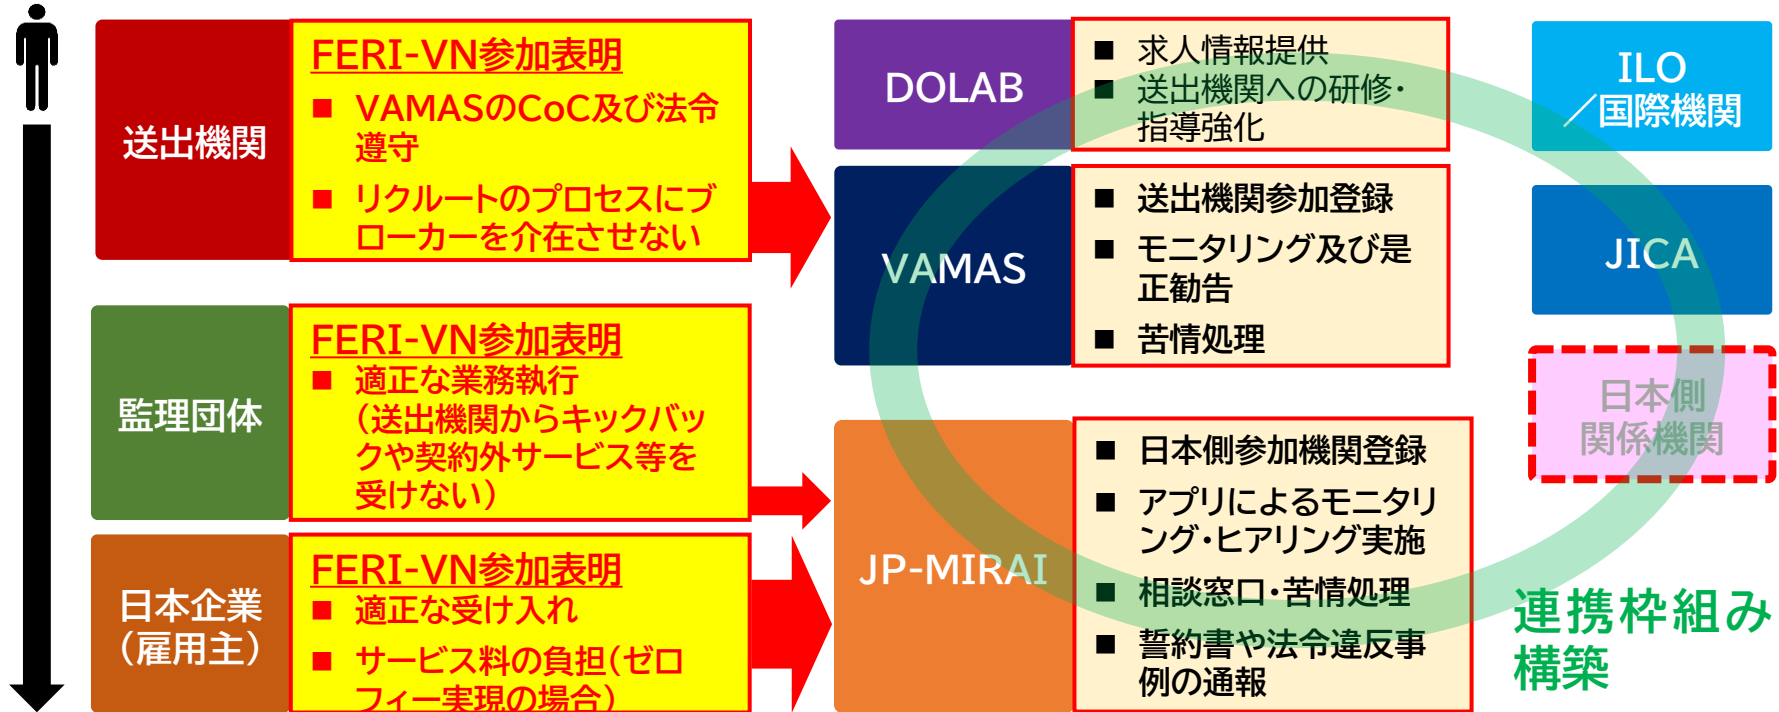 送出機関
FERI-VN参加表明
■ VAMASのCoC及び法令
遵守
■ リクルートのプロセスにブ
ローカーを介在させない
監理団体
FERI-VN参加表明
■ 適正な業務執行
（送出機関からキックバッ
クや契約外サービス等を
受けない）
日本企業
（雇用主）
FERI-VN参加表明
■ 適正な受け入れ
■ サービス料の負担（ゼロ
フィー実現の場合）
DOLAB
■ 求人情報提供
■ 送出機関への研修・
指導強化
VAMAS
■ 送出機関参加登録
■ モニタリング及び是
正勧告
■ 苦情処理
JP-MIRAI
■ 日本側参加機関登録
■ アプリによるモニタリ
ング・ヒアリング実施
■ 相談窓口・苦情処理
■ 誓約書や法令違反事
例の通報
ILO
／国際機関
JICA
日本側
関係機関
連携枠組み
構築